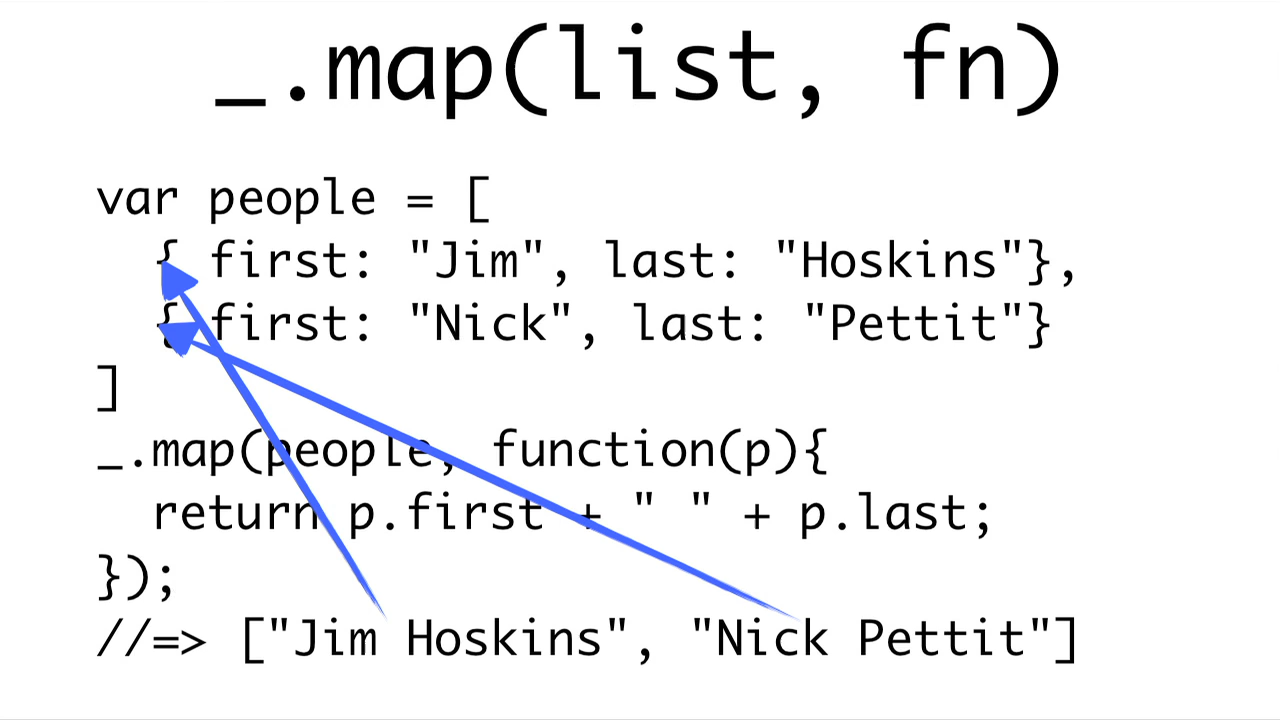 _.map(list, fn)
var people = [
  { first: "Jim", last: "Hoskins"},
  { first: "Nick", last: "Pettit"}
]
_.map(people, function(p){
  return p.first + " " + p.last;
});
//=> ["Jim Hoskins", "Nick Pettit"]